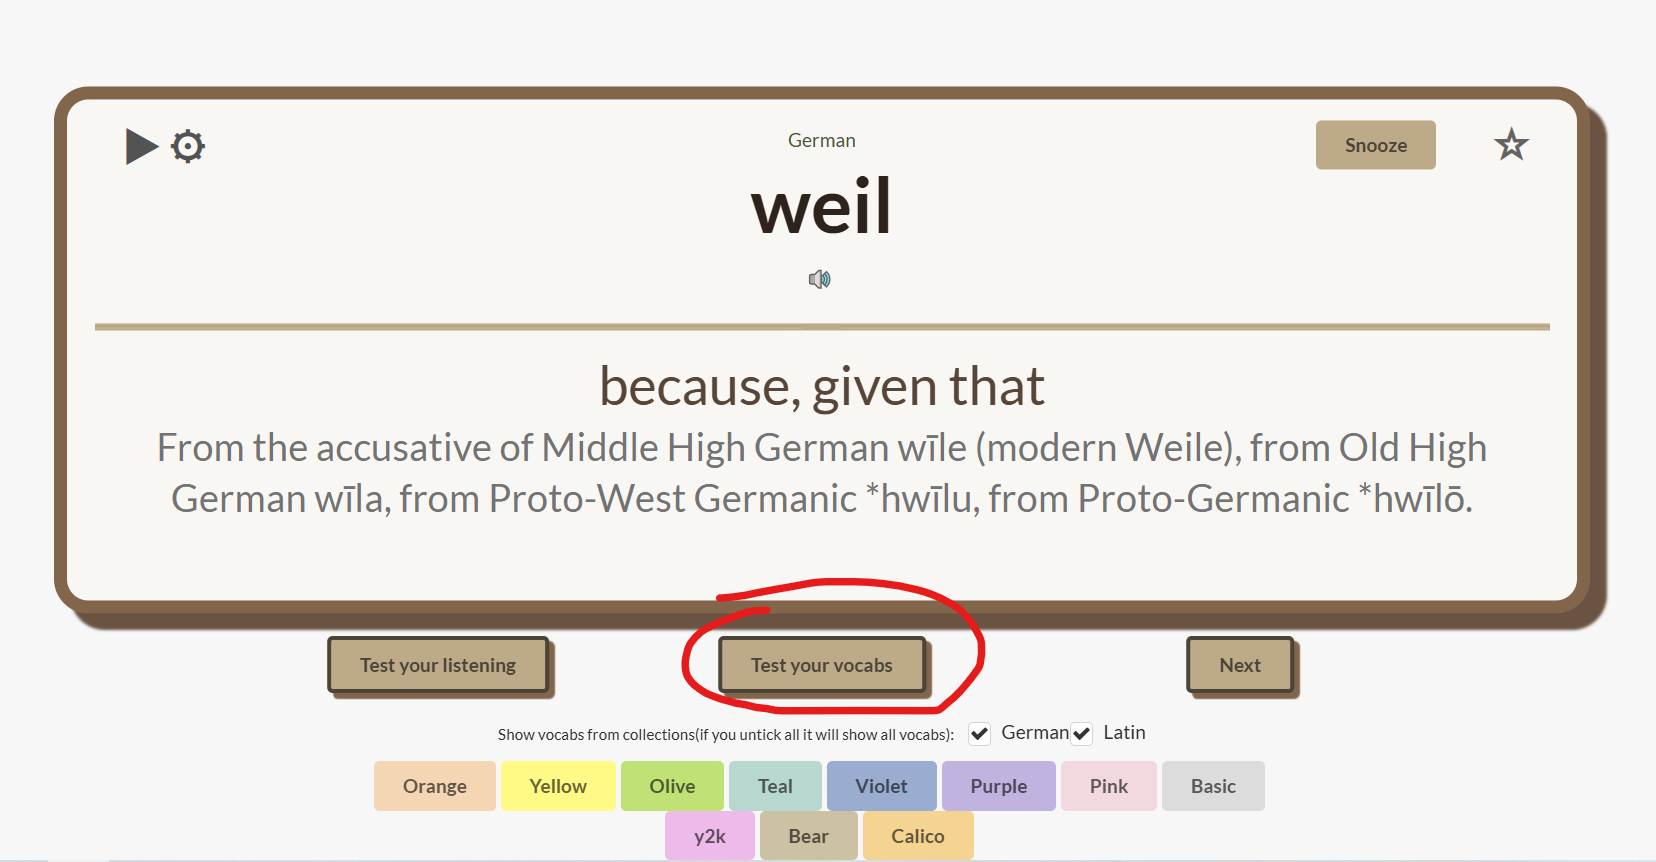 German
Snooze
weil
because, given that
From the accusative of Middle High German wīle (modern Weile), from Old High
German wīla, from Proto-West Germanic *hwīlu, from Proto-Germanic *hwīlō.
Test your listening
Test your vocabs
Next
Show vocabs from collections(if you untick all it will show all vocabs): German Latin
Orange Yellow Olive Teal Violet Purple Pink Basic
y2k Bear Calico